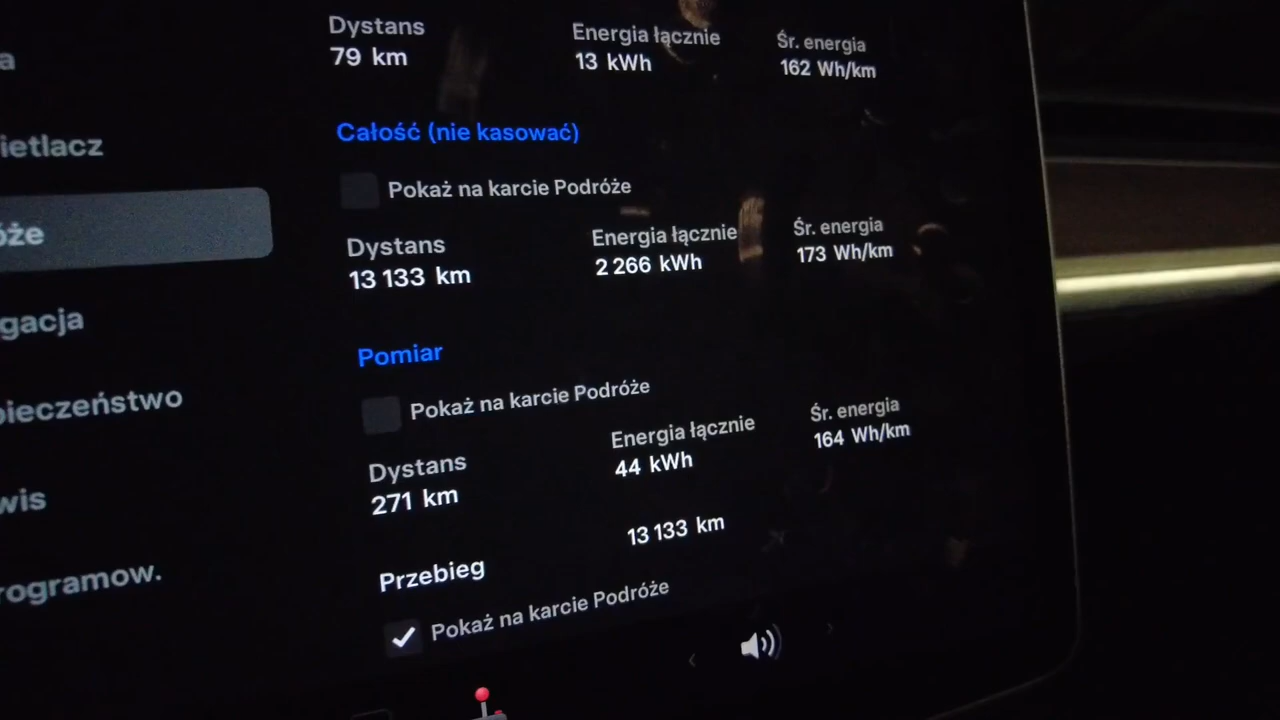 Dystans Energia łącznie Śr. energia
79 km 13 kWh 162 Wh/km
Całość (nie kasować)
ietlacz
Pokaż na karcie Podróże
óże
Dystans Energia łącznie Śr. energia
13 133 km 2 266 kWh 173 Wh/km
gacja
Pomiar
Pokaż na karcie Podróże
pieczeństwo
Dystans Energia łącznie Śr. energia
271 km 44 kWh 164 Wh/km
wis
Przebieg 13 133 km
rogramow.
Pokaż na karcie Podróże